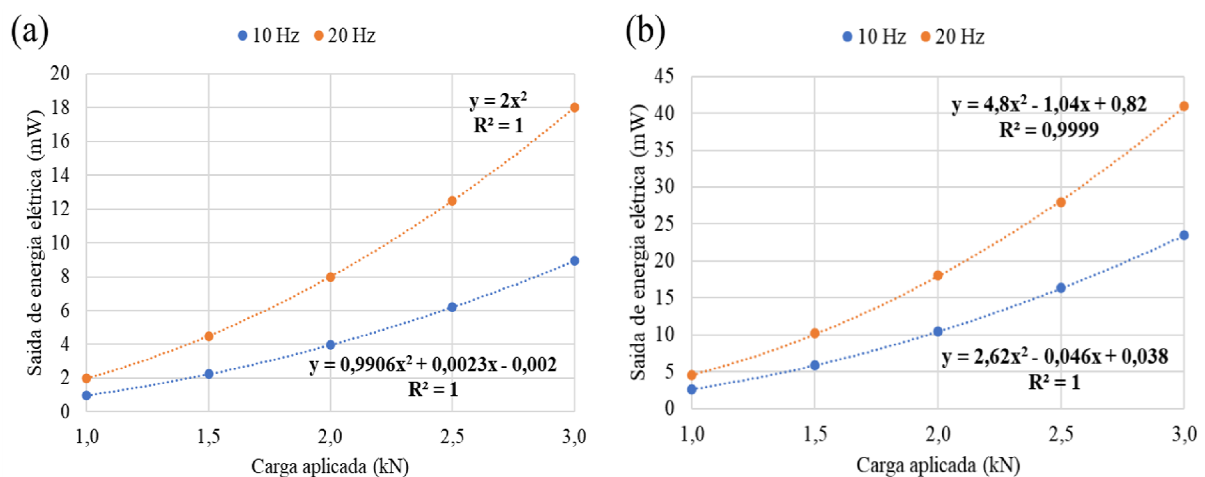 (a)
10 Hz 20 Hz
Saida de energia elétrica (mW)
20
18
16
14
12
10
8
6
4
2
0
y = 2x²
R² = 1
y = 0,9906x² + 0,0023x - 0,002
R² = 1
1,0 1,5 2,0 2,5 3,0
Carga aplicada (kN)
(b)
10 Hz 20 Hz
Saida de energia elétrica (mW)
45
40
35
30
25
20
15
10
5
0
y = 4,8x² - 1,04x + 0,82
R² = 0,9999
y = 2,62x² - 0,046x + 0,038
R² = 1
1,0 1,5 2,0 2,5 3,0
Carga aplicada (kN)